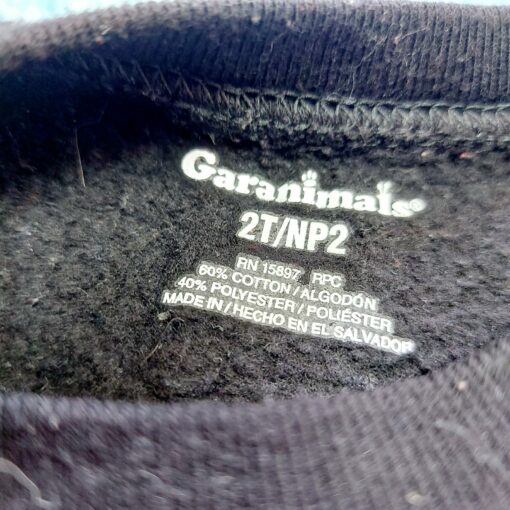 Garanimals®
2T/NP2
RN 15897 RPC
60% COTTON / ALGODÓN
40% POLYESTER / POLIÉSTER
MADE IN / HECHO EN EL SALVADOR